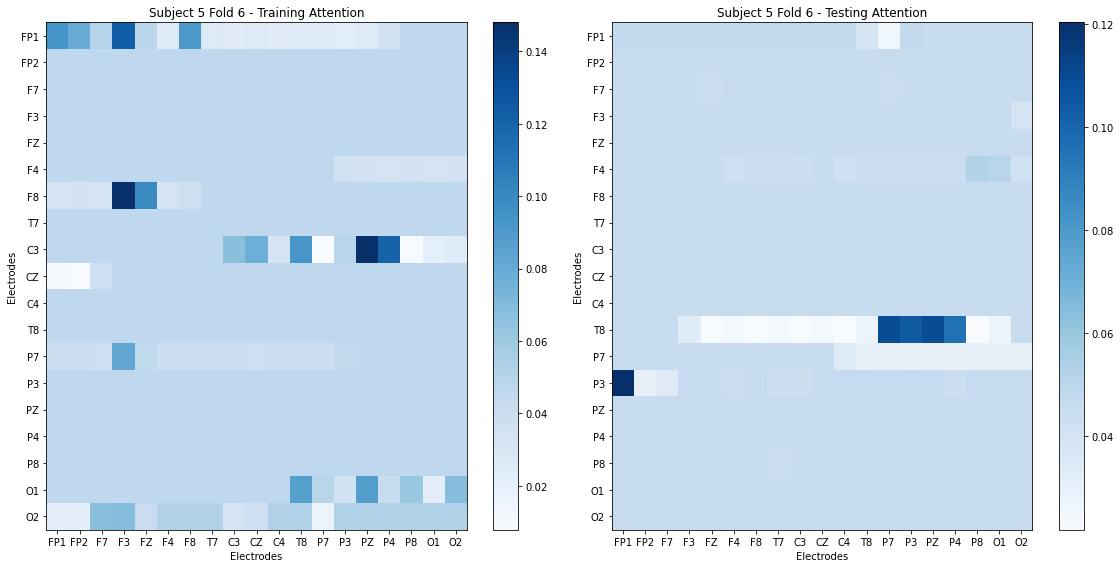 Subject 5 Fold 6 - Training Attention
Electrodes
FP1
FP2
F7
F3
FZ
F4
F8
T7
C3
CZ
C4
T8
P7
P3
PZ
P4
P8
O1
O2
FP1 FP2 F7 F3 FZ F4 F8 T7 C3 CZ C4 T8 P7 P3 PZ P4 P8 O1 O2
Electrodes
0.14
0.12
0.10
0.08
0.06
0.04
0.02
Subject 5 Fold 6 - Testing Attention
Electrodes
FP1
FP2
F7
F3
FZ
F4
F8
T7
C3
CZ
C4
T8
P7
P3
PZ
P4
P8
O1
O2
FP1 FP2 F7 F3 FZ F4 F8 T7 C3 CZ C4 T8 P7 P3 PZ P4 P8 O1 O2
Electrodes
0.12
0.10
0.08
0.06
0.04